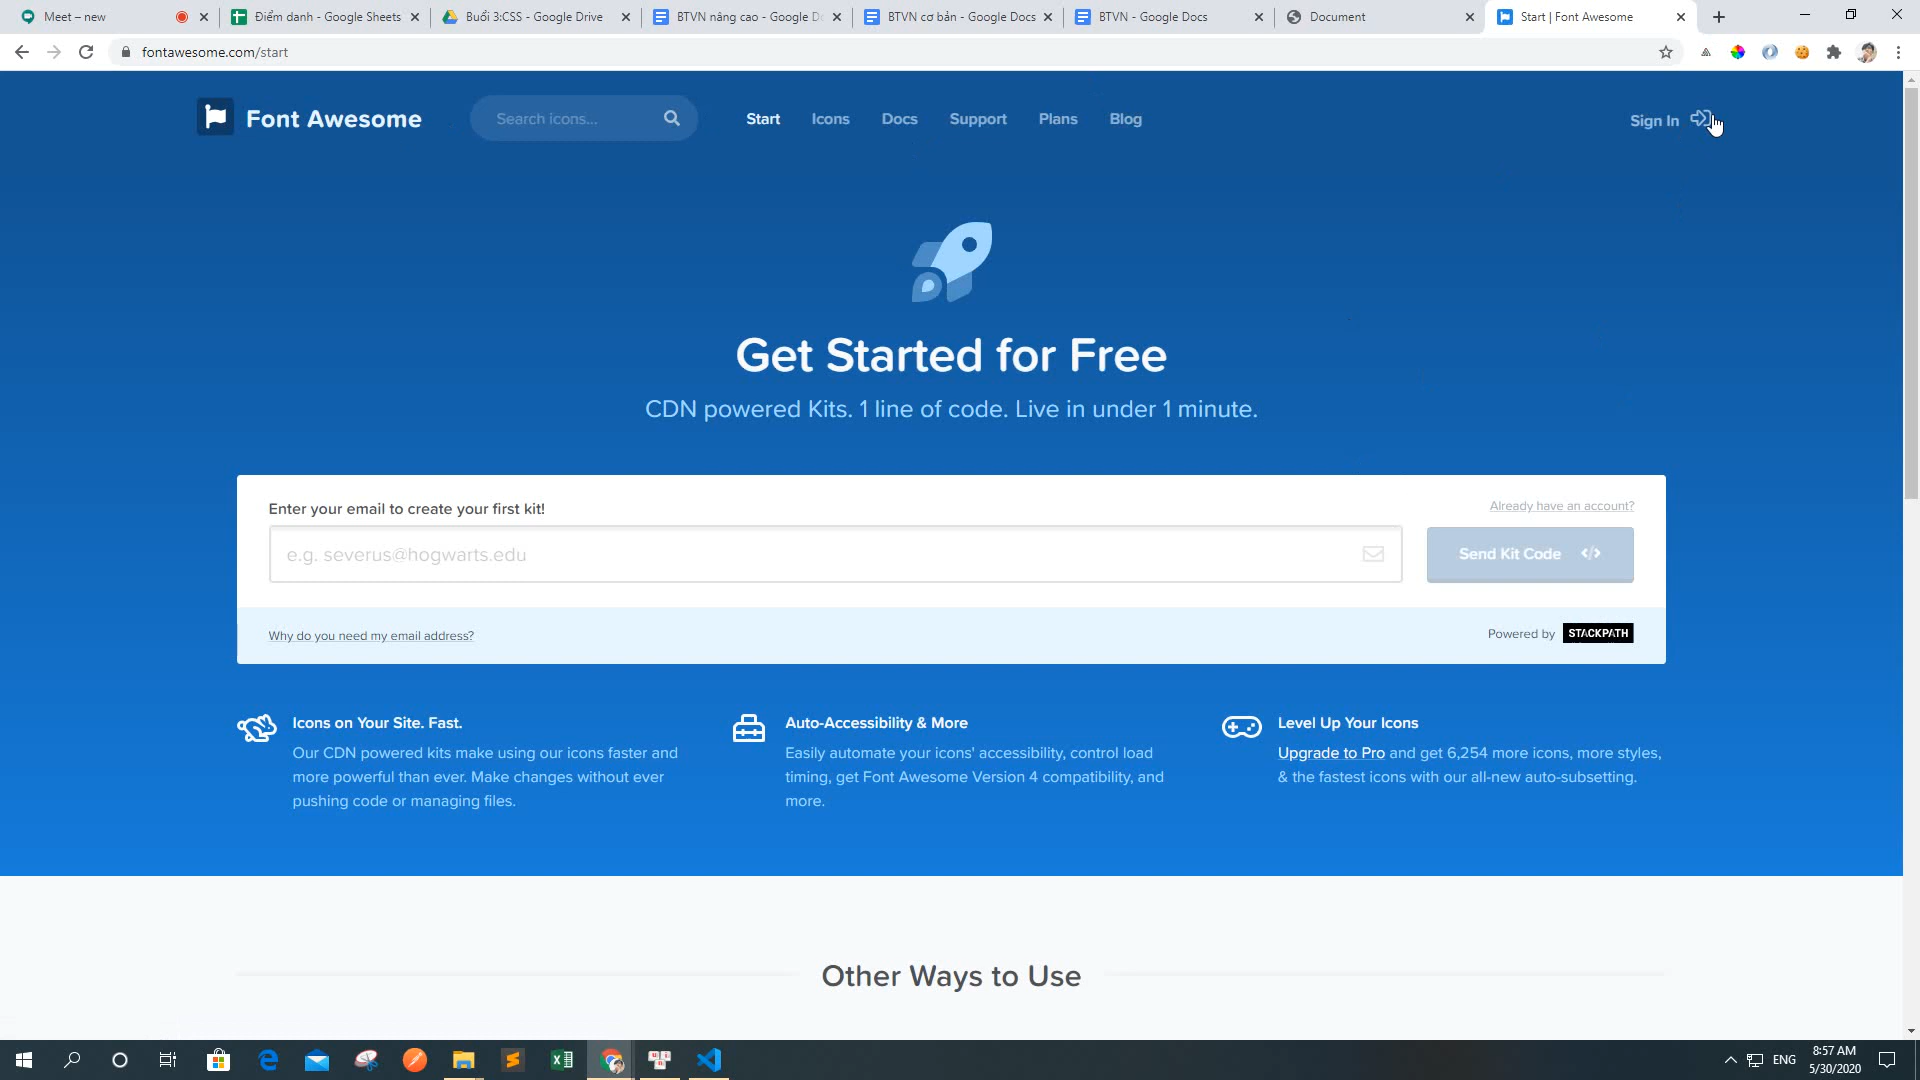 Meet – new
Điểm danh - Google Sheets
Buổi 3:CSS - Google Drive
BTVN nâng cao - Google D
BTVN cơ bản - Google Docs
BTVN - Google Docs
Document
Start | Font Awesome
fontawesome.com/start
Font Awesome
Search icons...
Start
Icons
Docs
Support
Plans
Blog
Sign In
Get Started for Free
CDN powered Kits. 1 line of code. Live in under 1 minute.
Enter your email to create your first kit!
Already have an account?
e.g. severus@hogwarts.edu
Send Kit Code
Why do you need my email address?
Powered by STACKPATH
Icons on Your Site. Fast.
Our CDN powered kits make using our icons faster and
more powerful than ever. Make changes without ever
pushing code or managing files.
Auto-Accessibility & More
Easily automate your icons' accessibility, control load
timing, get Font Awesome Version 4 compatibility, and
more.
Level Up Your Icons
Upgrade to Pro and get 6,254 more icons, more styles,
& the fastest icons with our all-new auto-subsetting.
Other Ways to Use
ENG
8:57 AM
5/30/2020